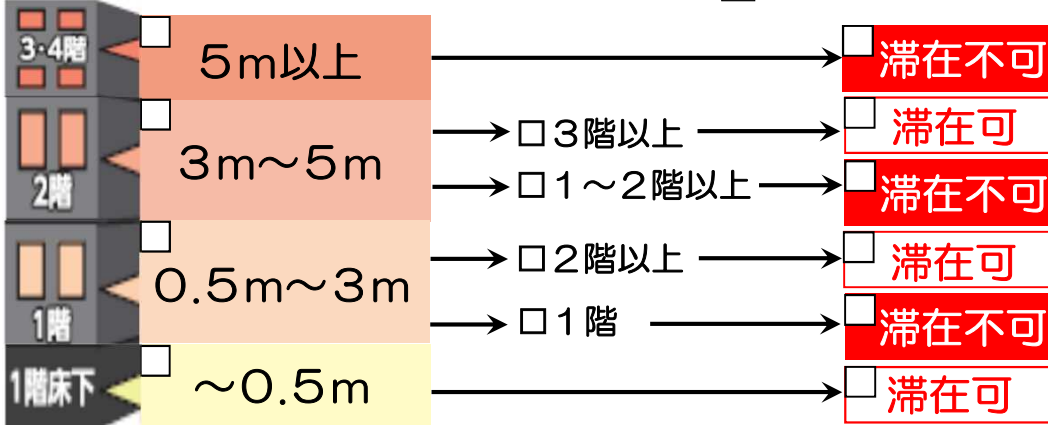 3・4階
5m以上
滞在不可
2階
3m～5m
□3階以上
滞在可
□1～2階以上
滞在不可
1階
0.5m～3m
□2階以上
滞在可
□1階
滞在不可
1階床下
～0.5m
滞在可